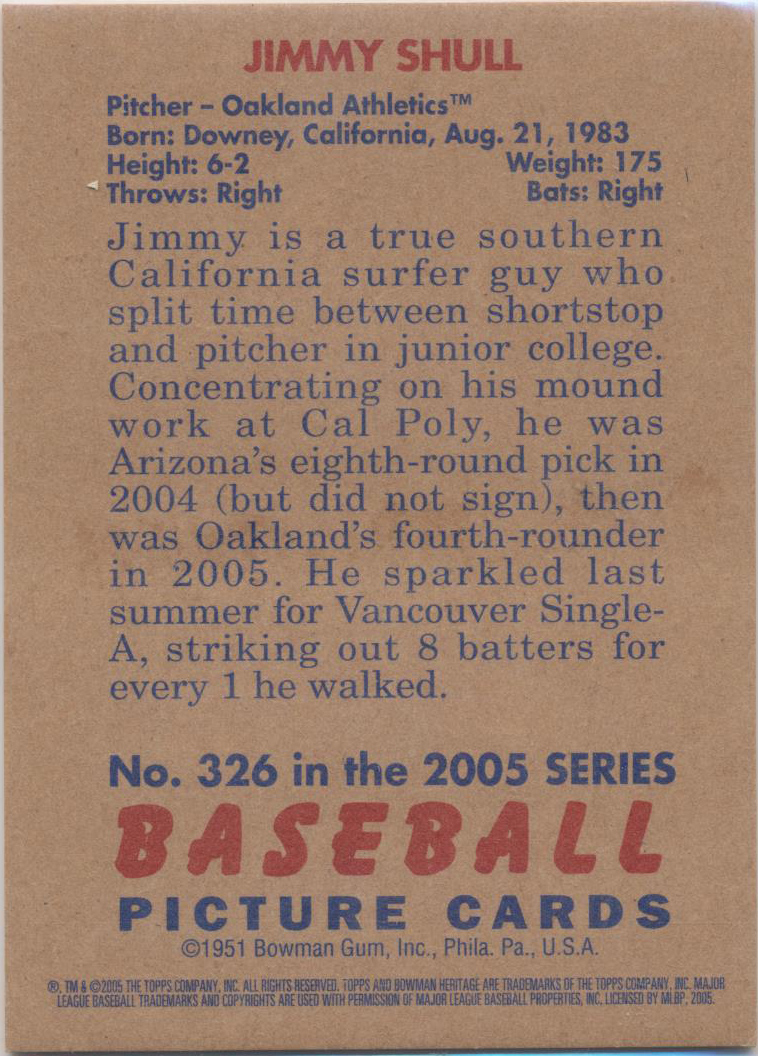 JIMMY SHULL
Pitcher – Oakland Athletics™
Born: Downey, California, Aug. 21, 1983
Height: 6-2 Weight: 175
Throws: Right Bats: Right
Jimmy is a true southern
California surfer guy who
split time between shortstop
and pitcher in junior college.
Concentrating on his mound
work at Cal Poly, he was
Arizona's eighth-round pick in
2004 (but did not sign), then
was Oakland's fourth-rounder
in 2005. He sparkled last
summer for Vancouver Single-
A, striking out 8 batters for
every 1 he walked.
No. 326 in the 2005 SERIES
BASEBALL
PICTURE CARDS
©1951 Bowman Gum, Inc., Phila. Pa., U.S.A.
®, TM & ©2005 THE TOPPS COMPANY, INC. ALL RIGHTS RESERVED. TOPPS AND BOWMAN HERITAGE ARE TRADEMARKS OF THE TOPPS COMPANY, INC. MAJOR
LEAGUE BASEBALL TRADEMARKS AND COPYRIGHTS ARE USED WITH PERMISSION OF MAJOR LEAGUE BASEBALL PROPERTIES, INC. LICENSED BY MLBP, 2005.